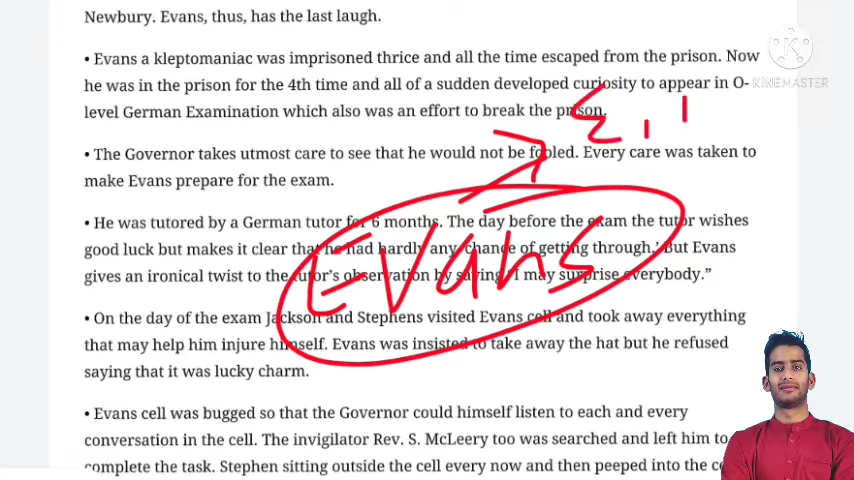 Newbury. Evans, thus, has the last laugh.
• Evans a kleptomaniac was imprisoned thrice and all the time escaped from the prison. Now
he was in the prison for the 4th time and all of a sudden developed curiosity to appear in O-
level German Examination which also was an effort to break the prison.
• The Governor takes utmost care to see that he would not be fooled. Every care was taken to
make Evans prepare for the exam.
• He was tutored by a German tutor for 6 months. The day before the exam the tutor wishes
good luck but makes it clear that he had hardly any ‘chance of getting through.’ But Evans
gives an ironical twist to the tutor’s observation by saying “I may surprise everybody.”
• On the day of the exam Jackson and Stephens visited Evans cell and took away everything
that may help him injure himself. Evans was insisted to take away the hat but he refused
saying that it was lucky charm.
• Evans cell was bugged so that the Governor could himself listen to each and every
conversation in the cell. The invigilator Rev. S. McLeery too was searched and left him to
complete the task. Stephen sitting outside the cell every now and then peeped into the
Evans
KINEMASTER